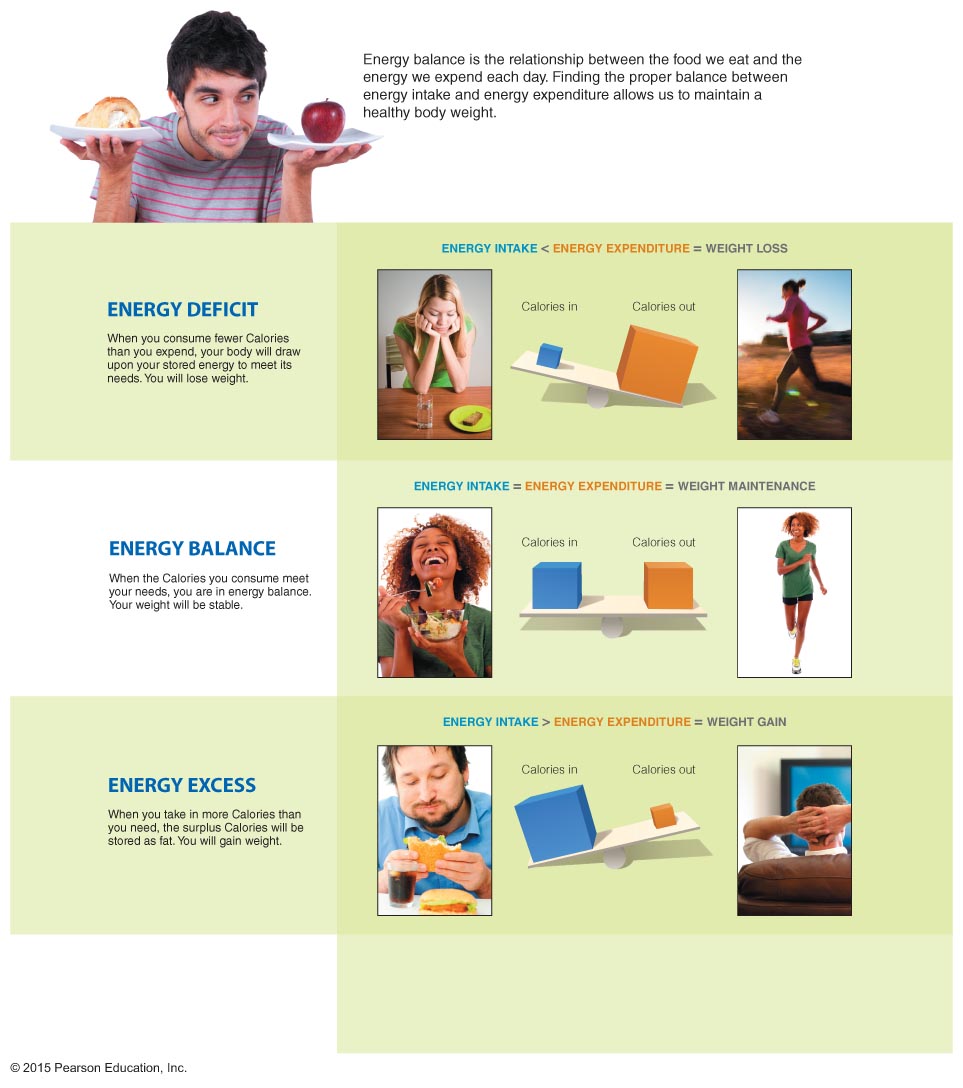 Energy balance is the relationship between the food we eat and the
energy we expend each day. Finding the proper balance between
energy intake and energy expenditure allows us to maintain a
healthy body weight.
ENERGY INTAKE < ENERGY EXPENDITURE = WEIGHT LOSS
ENERGY DEFICIT
When you consume fewer Calories
than you expend, your body will draw
upon your stored energy to meet its
needs. You will lose weight.
Calories in
Calories out
ENERGY INTAKE = ENERGY EXPENDITURE = WEIGHT MAINTENANCE
ENERGY BALANCE
When the Calories you consume meet
your needs, you are in energy balance.
Your weight will be stable.
Calories in
Calories out
ENERGY INTAKE > ENERGY EXPENDITURE = WEIGHT GAIN
ENERGY EXCESS
When you take in more Calories than
you need, the surplus Calories will be
stored as fat. You will gain weight.
Calories in
Calories out
© 2015 Pearson Education, Inc.